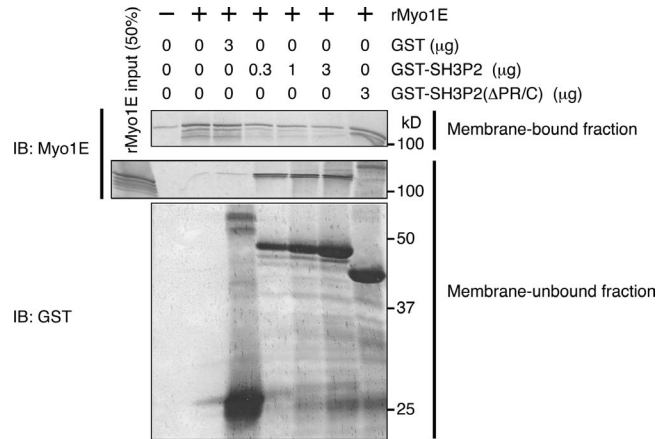 − + + + + + + rMyo1E
0 0 3 0 0 0 0 GST (μg)
0 0 0 0.3 1 3 0 GST-SH3P2 (μg)
0 0 0 0 0 0 3 GST-SH3P2(ΔPR/C) (μg)
rMyo1E input (50%)
kD
IB: Myo1E
100
Membrane-bound fraction
100
50
37
25
IB: GST
Membrane-unbound fraction